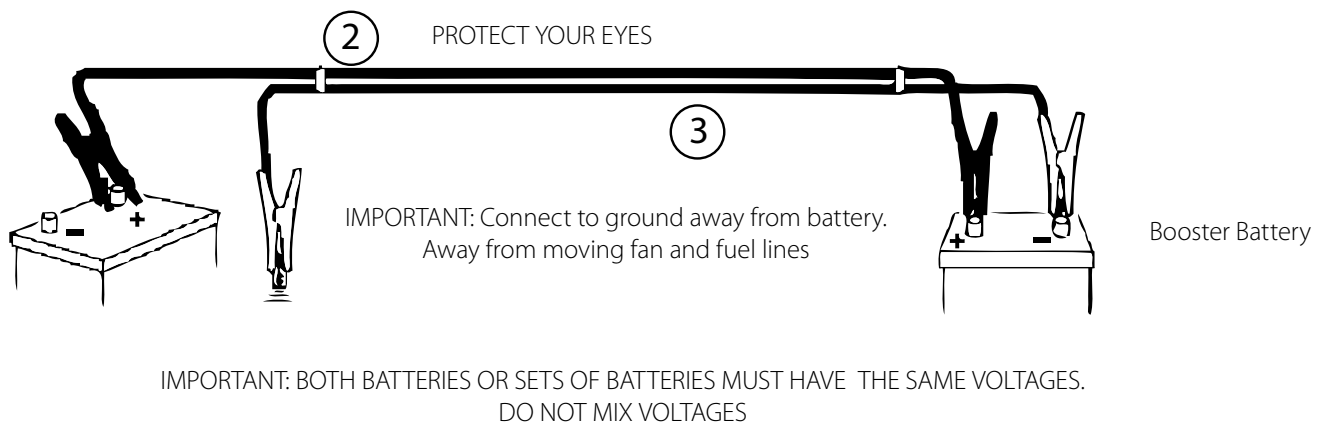 2
PROTECT YOUR EYES
3
IMPORTANT: Connect to ground away from battery.
Away from moving fan and fuel lines
- +
+ -
Booster Battery
IMPORTANT: BOTH BATTERIES OR SETS OF BATTERIES MUST HAVE THE SAME VOLTAGES.
DO NOT MIX VOLTAGES